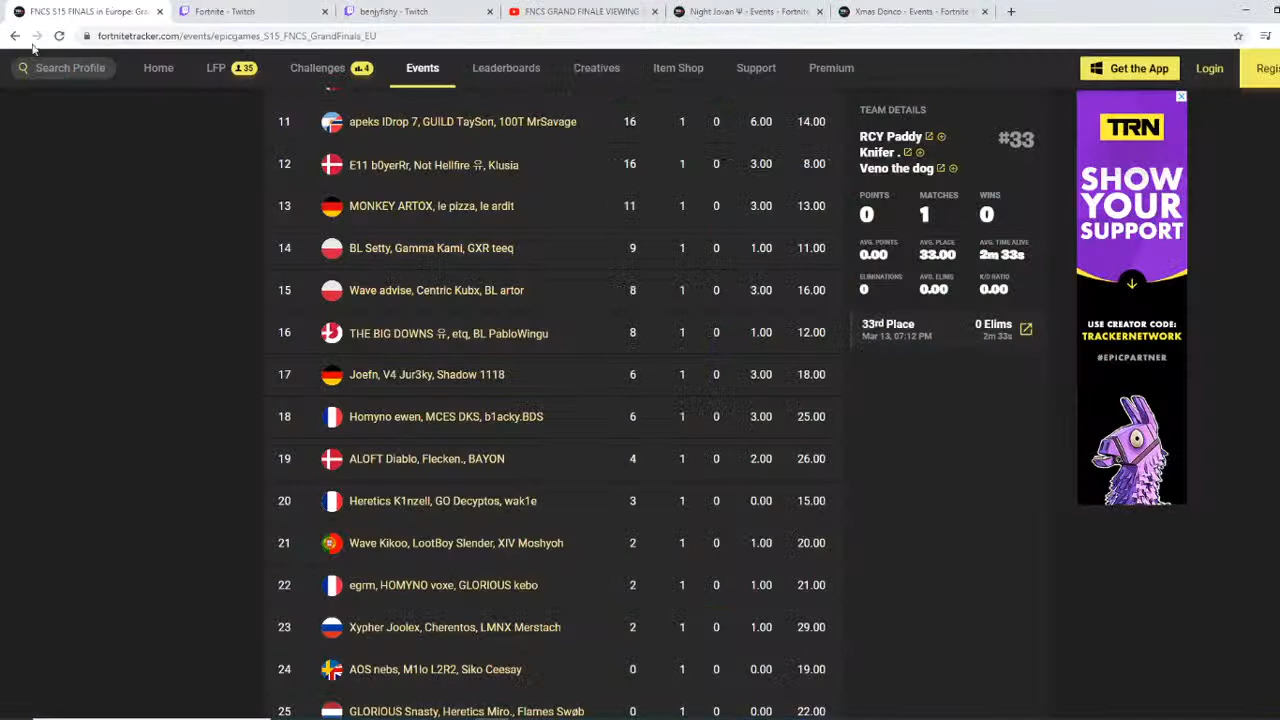 FNCS S15 FINALS in Europe: Gra
Fortnite - Twitch
benjyfishy - Twitch
FNCS GRAND FINALE VIEWING
Night Jovan Ψ - Events - Fortnite
Xmas Donco - Events - Fortnite
fortnitetracker.com/events/epicgames_S15_FNCS_GrandFinals_EU
Search Profile
Home
LFP 35
Challenges 4
Events
Leaderboards
Creatives
Item Shop
Support
Premium
Get the App
Login
Regi
11 apeks IDrop 7, GUILD TaySon, 100T MrSavage 16 1 0 6.00 14.00
12 E11 b0yerRr, Not Hellfire 유, Klusia 16 1 0 3.00 8.00
13 MONKEY ARTOX, le pizza, le ardit 11 1 0 3.00 13.00
14 BL Setty, Gamma Kami, GXR teeq 9 1 0 1.00 11.00
15 Wave advise, Centric Kubx, BL artor 8 1 0 3.00 16.00
16 THE BIG DOWNS 유, etq, BL PabloWingu 8 1 0 1.00 12.00
17 Joefn, V4 Jur3ky, Shadow 1118 6 1 0 3.00 18.00
18 Homyno ewen, MCES DKS, b1acky.BDS 6 1 0 3.00 25.00
19 ALOFT Diablo, Flecken., BAYON 4 1 0 2.00 26.00
20 Heretics K1nzell, GO Decyptos, wak1e 3 1 0 0.00 15.00
21 Wave Kikoo, LootBoy Slender, XIV Moshyoh 2 1 0 1.00 20.00
22 egrm, HOMYNO voxe, GLORIOUS kebo 2 1 0 1.00 21.00
23 Xypher Joolex, Cherentos, LMNX Merstach 2 1 0 1.00 29.00
24 AOS nebs, M1lo L2R2, Siko Ceesay 0 1 0 0.00 19.00
25 GLORIOUS Snasty, Heretics Miro., Flames Swøb 0 1 0 0.00 22.00
TEAM DETAILS
RCY Paddy
Knifer .
Veno the dog
#33
POINTS MATCHES WINS
0 1 0
AVG. POINTS AVG. PLACE AVG. TIME ALIVE
0.00 33.00 2m 33s
ELIMINATIONS AVG. ELIMS K/D RATIO
0 0.00 0.00
33rd Place 0 Elims
Mar 13, 07:12 PM 2m 33s
TRN
SHOW
YOUR
SUPPORT
USE CREATOR CODE:
TRACKERNETWORK
#EPICPARTNER